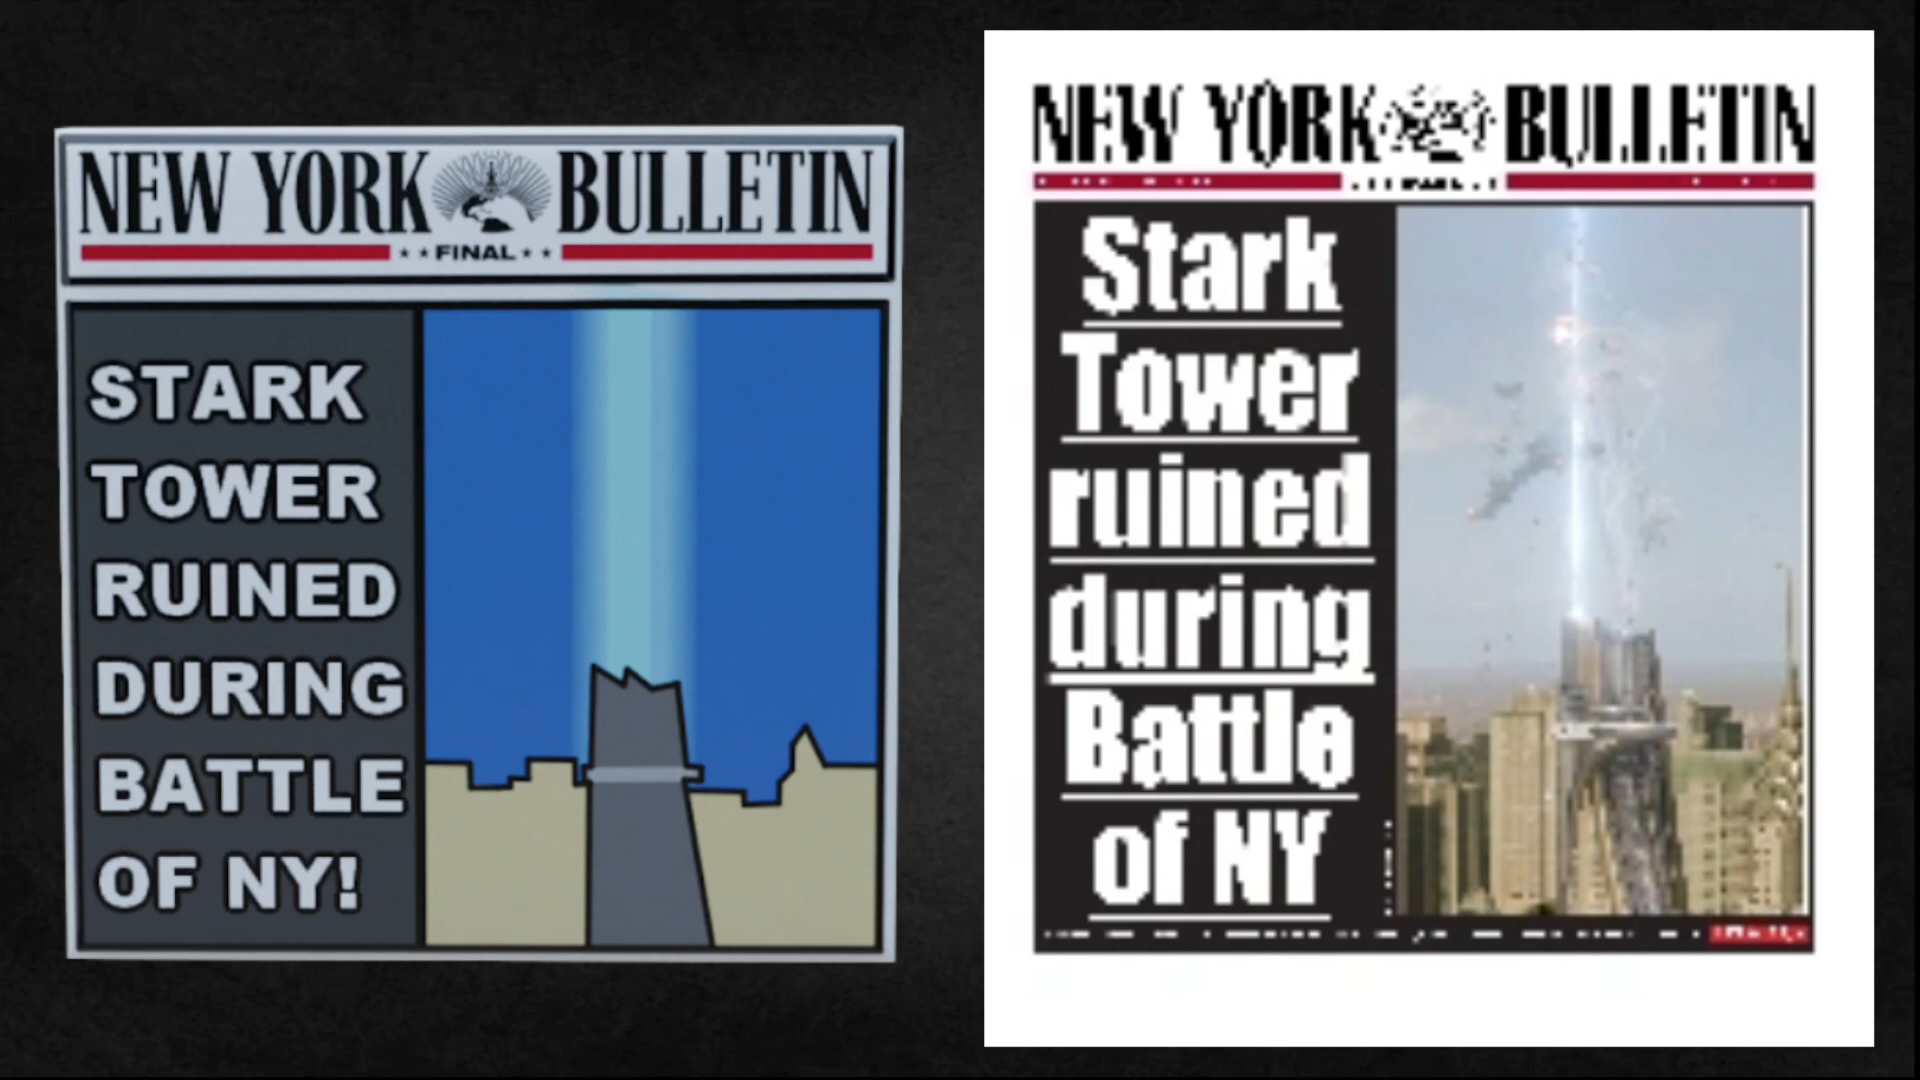 NEW YORK BULLETIN
★ ★ FINAL ★ ★
STARK
TOWER
RUINED
DURING
BATTLE
OF NY!
NEW YORK BULLETIN
Stark
Tower
ruined
during
Battle
of NY